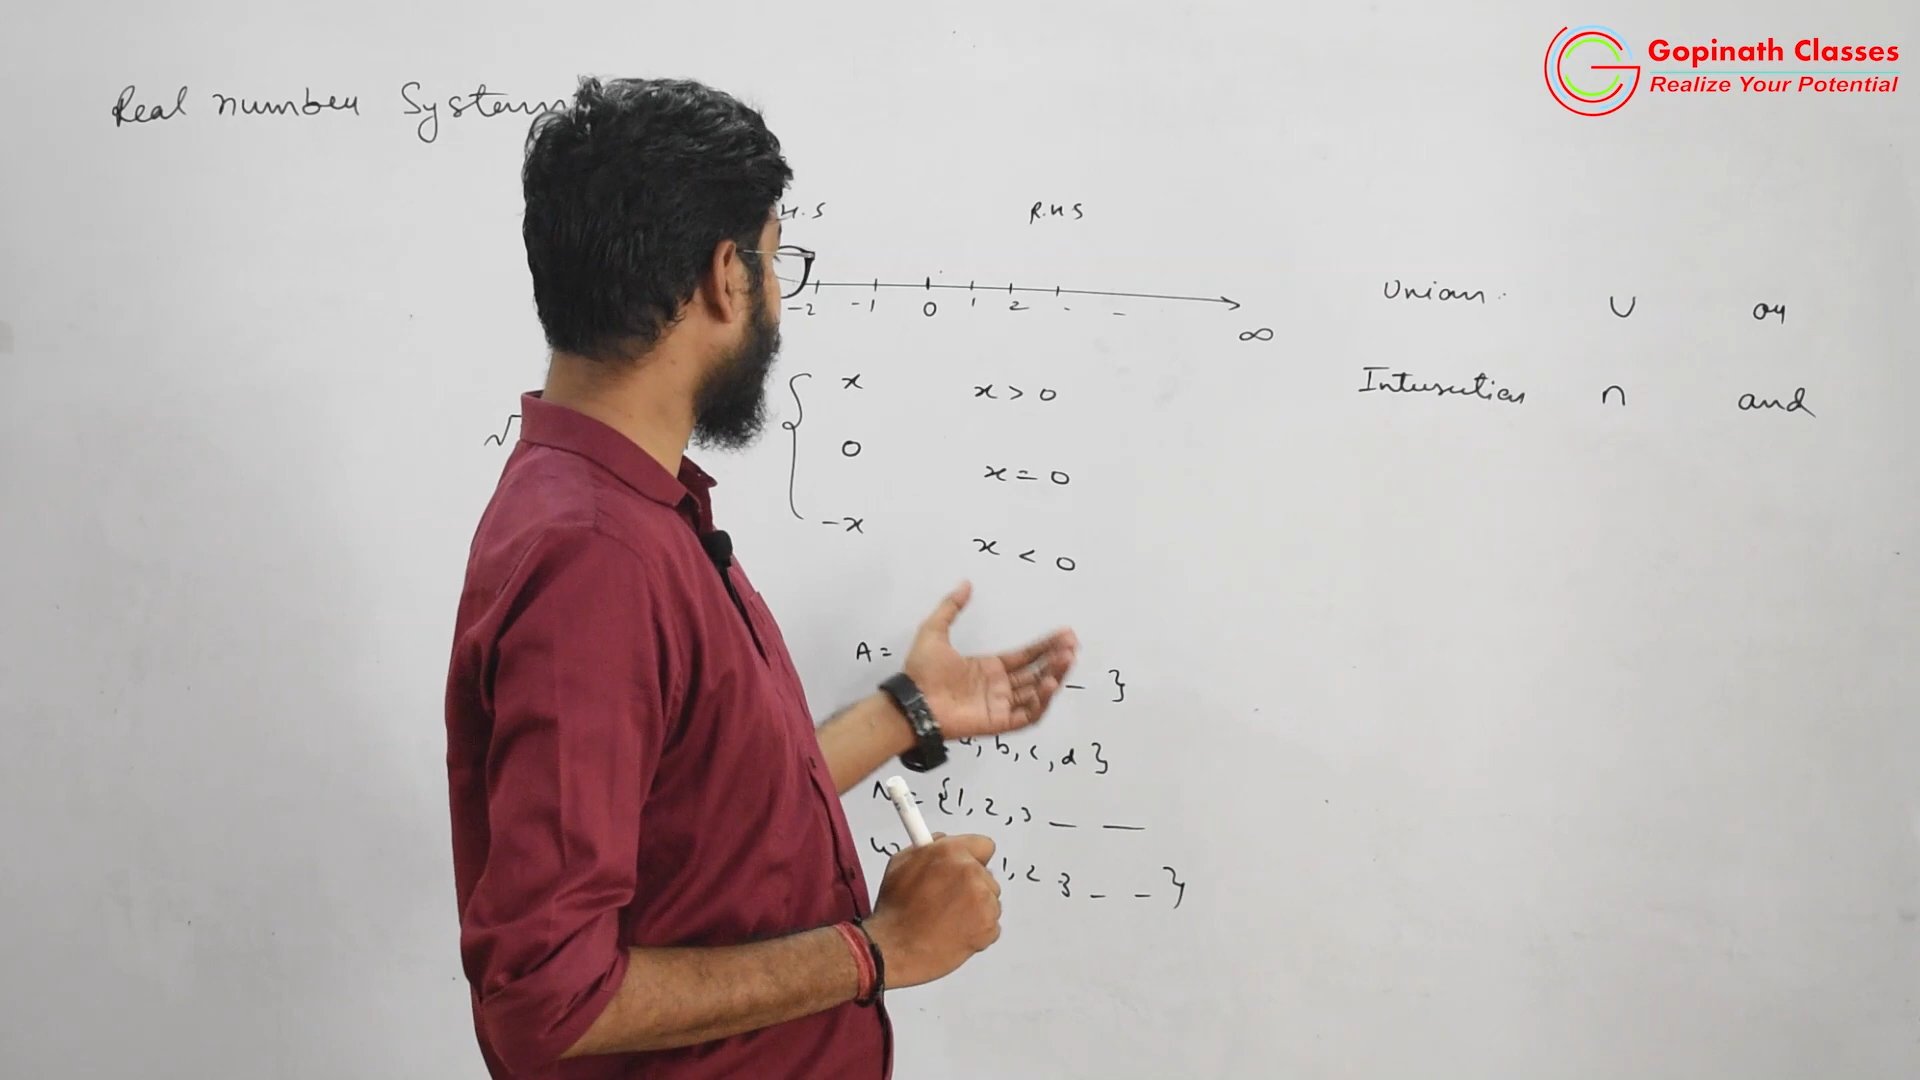 Gopinath Classes
Realize Your Potential
Real number System
H.S R.H.S
-2 -1 0 1 2 - -
∞
Union : ∪ or
Intersection ∩ and
√
{ x x > 0
0 x = 0
-x x < 0
A =
- }
a, b, c, d }
N = {1, 2, 3 _ _
W 1, 2 3 - - }